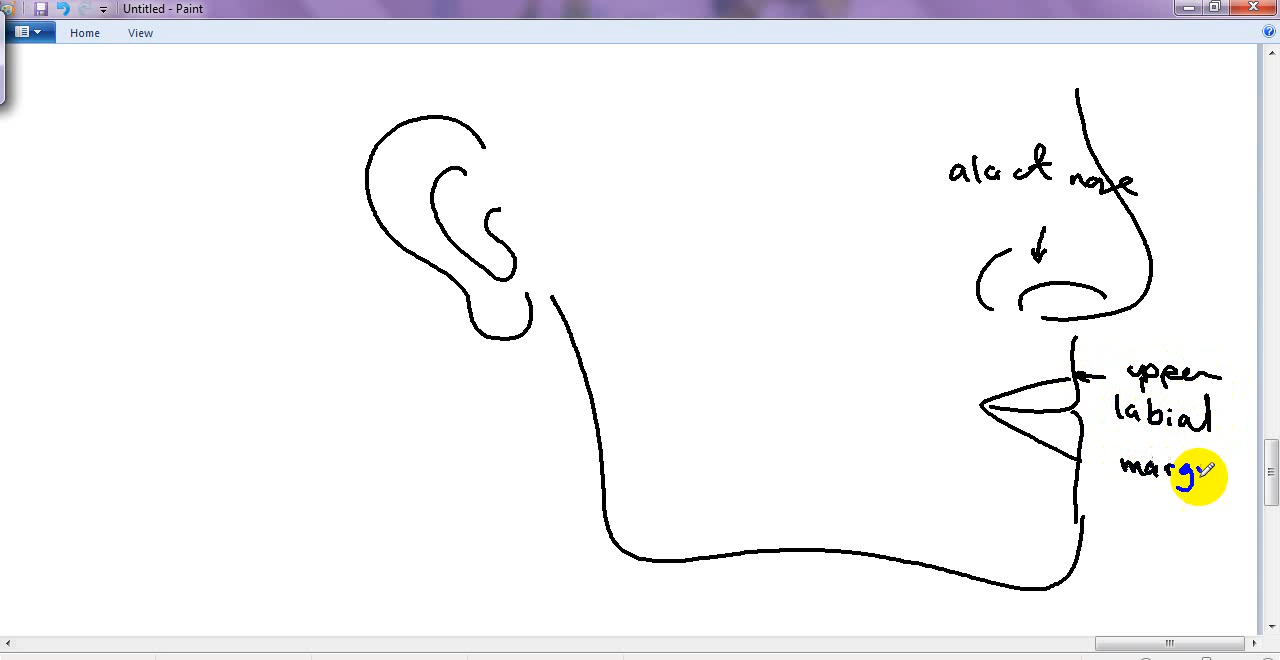 Untitled - Paint
Home View
ala of nose
upper
labial
marg